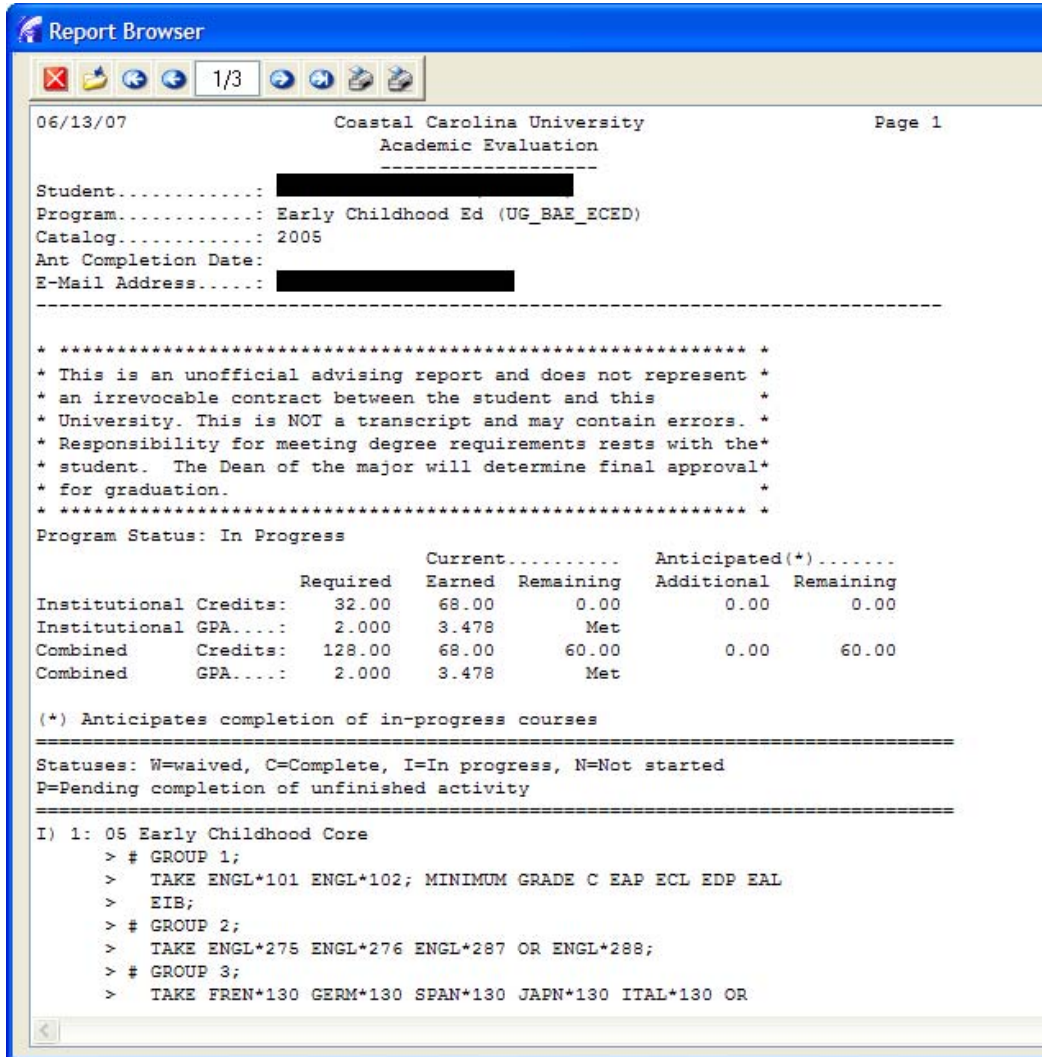 Report Browser
1/3
06/13/07                  Coastal Carolina University                    Page 1
Academic Evaluation
-------------------
Student............:
Program............: Early Childhood Ed (UG_BAE_ECED)
Catalog............: 2005
Ant Completion Date:
E-Mail Address.....:
-------------------------------------------------------------------------------
* ************************************************************ *
* This is an unofficial advising report and does not represent *
* an irrevocable contract between the student and this         *
* University. This is NOT a transcript and may contain errors. *
* Responsibility for meeting degree requirements rests with the*
* student.  The Dean of the major will determine final approval*
* for graduation.                                              *
* ************************************************************ *
Program Status: In Progress
                                  Current..........   Anticipated(*).......
                       Required   Earned  Remaining   Additional  Remaining
Institutional Credits:    32.00    68.00       0.00         0.00       0.00
Institutional GPA....:    2.000    3.478        Met
Combined      Credits:   128.00    68.00      60.00         0.00      60.00
Combined      GPA....:    2.000    3.478        Met
(*) Anticipates completion of in-progress courses
================================================================================
Statuses: W=waived, C=Complete, I=In progress, N=Not started
P=Pending completion of unfinished activity
================================================================================
I) 1: 05 Early Childhood Core
      > # GROUP 1;
      >   TAKE ENGL*101 ENGL*102; MINIMUM GRADE C EAP ECL EDP EAL
      >   EIB;
      > # GROUP 2;
      >   TAKE ENGL*275 ENGL*276 ENGL*287 OR ENGL*288;
      > # GROUP 3;
      >   TAKE FREN*130 GERM*130 SPAN*130 JAPN*130 ITAL*130 OR